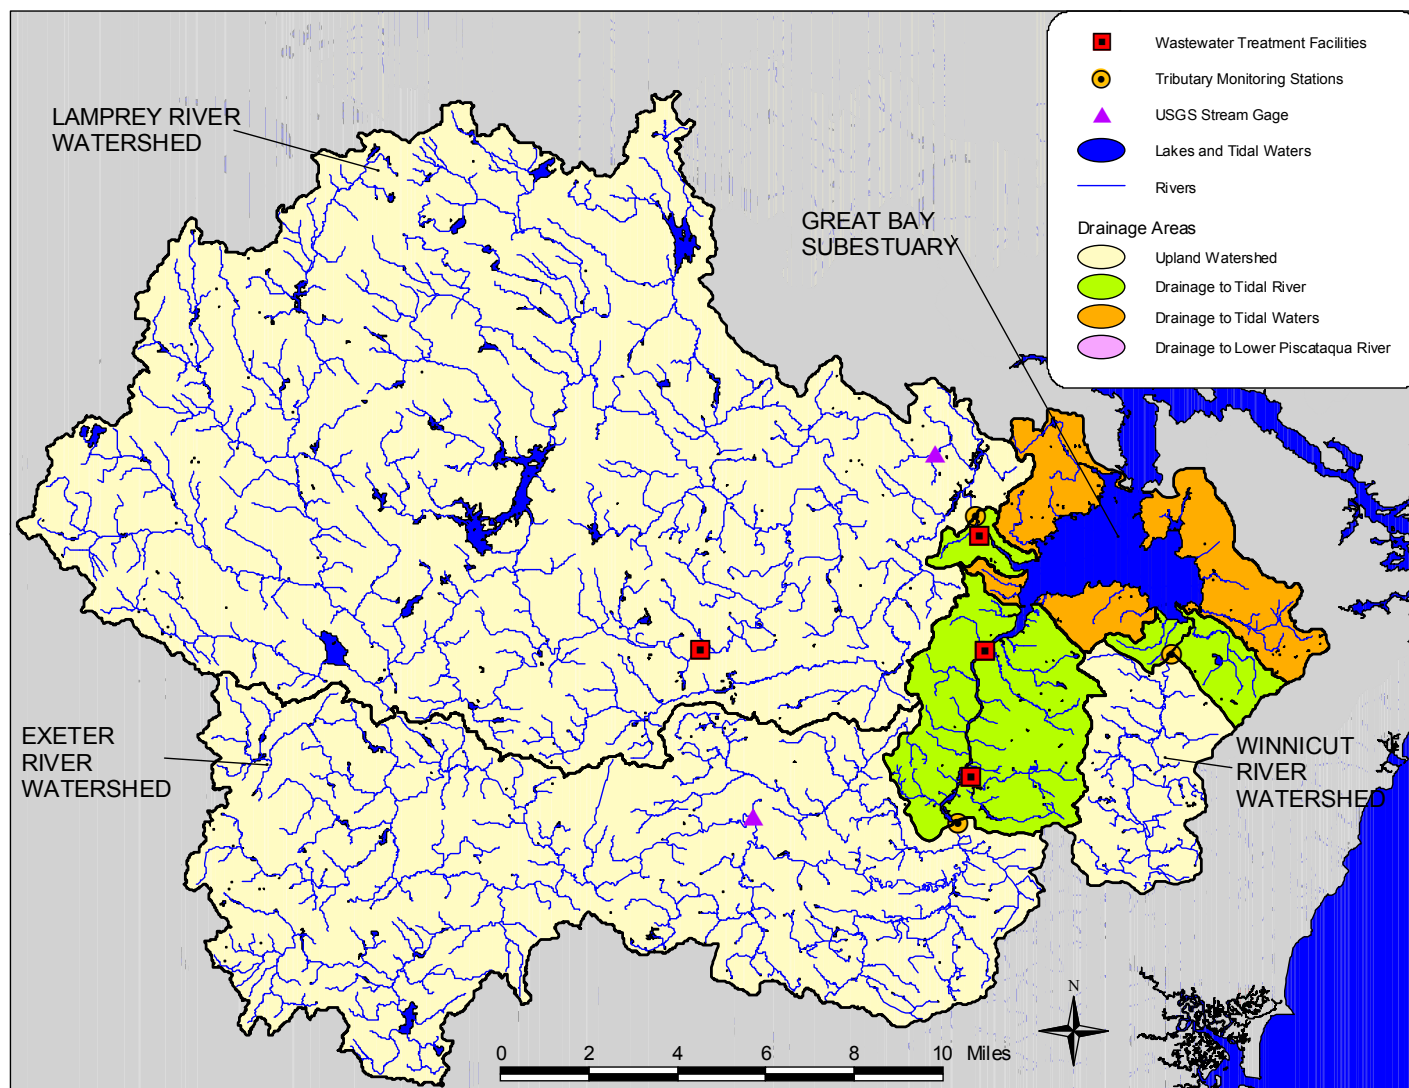 Wastewater Treatment Facilities
Tributary Monitoring Stations
USGS Stream Gage
Lakes and Tidal Waters
Rivers
Drainage Areas
Upland Watershed
Drainage to Tidal River
Drainage to Tidal Waters
Drainage to Lower Piscataqua River
LAMPREY RIVER
WATERSHED
GREAT BAY
SUBESTUARY
EXETER
RIVER
WATERSHED
WINNICUT
RIVER
WATERSHED
N
0 2 4 6 8 10 Miles